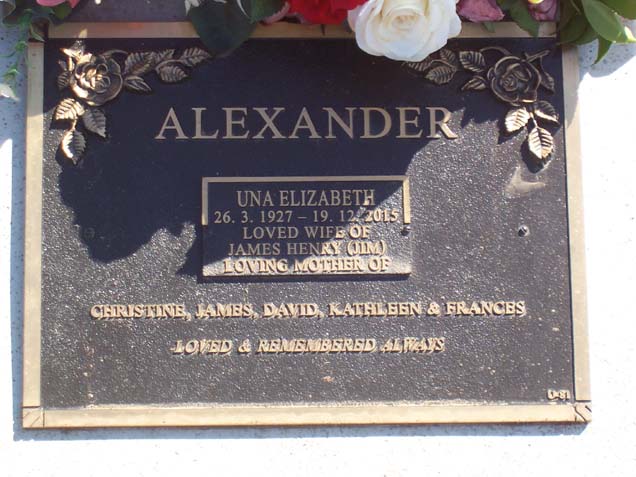 ALEXANDER
UNA ELIZABETH
26. 3. 1927 – 19. 12. 2015
LOVED WIFE OF
JAMES HENRY (JIM)
LOVING MOTHER OF
CHRISTINE, JAMES, DAVID, KATHLEEN & FRANCES
LOVED & REMEMBERED ALWAYS